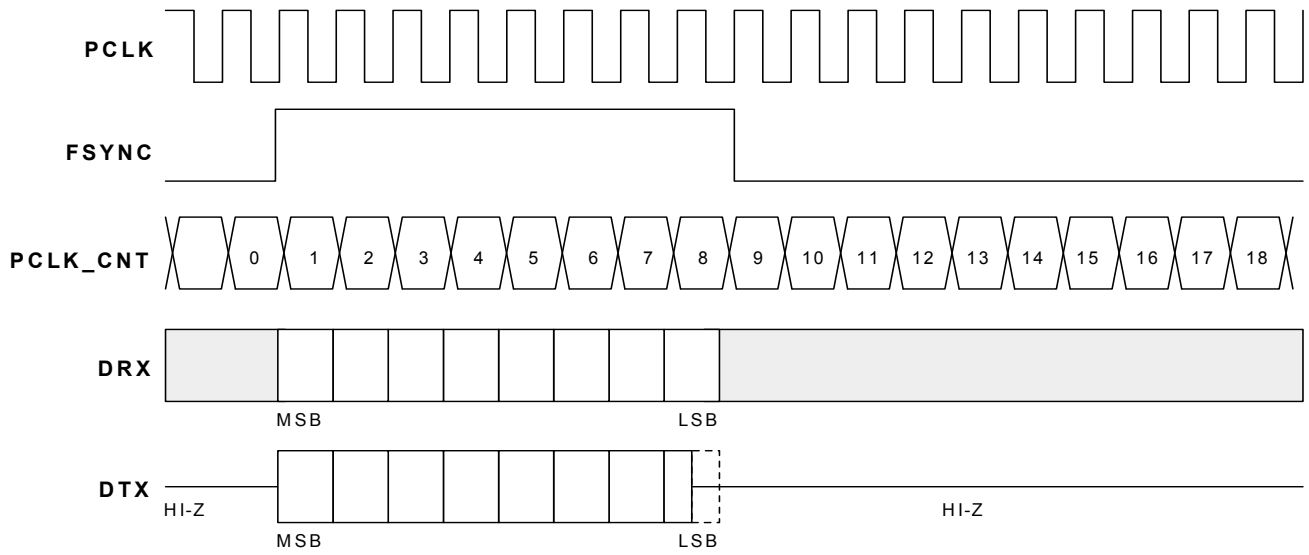 PCLK
FSYNC
PCLK_CNT 0 1 2 3 4 5 6 7 8 9 10 11 12 13 14 15 16 17 18
DRX
MSB LSB
DTX
HI-Z HI-Z
MSB LSB